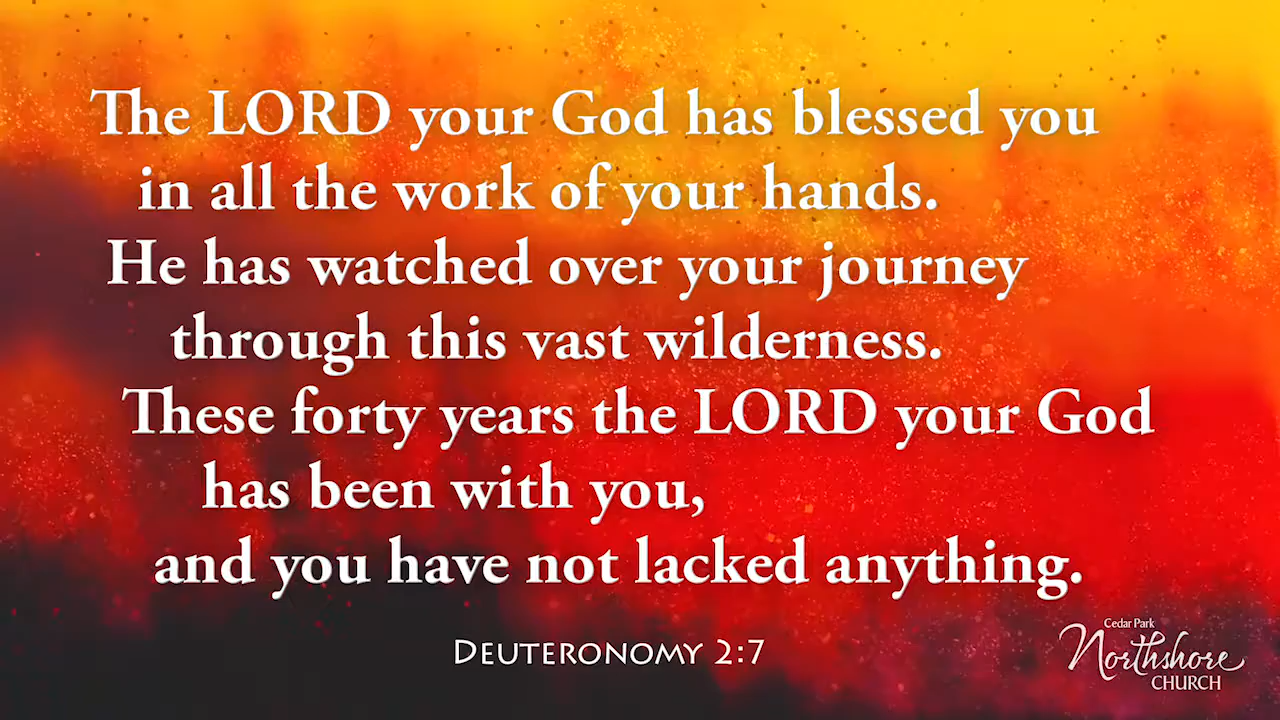 The LORD your God has blessed you
in all the work of your hands.
He has watched over your journey
through this vast wilderness.
These forty years the LORD your God
has been with you,
and you have not lacked anything.
Deuteronomy 2:7
Cedar Park
Northshore
CHURCH